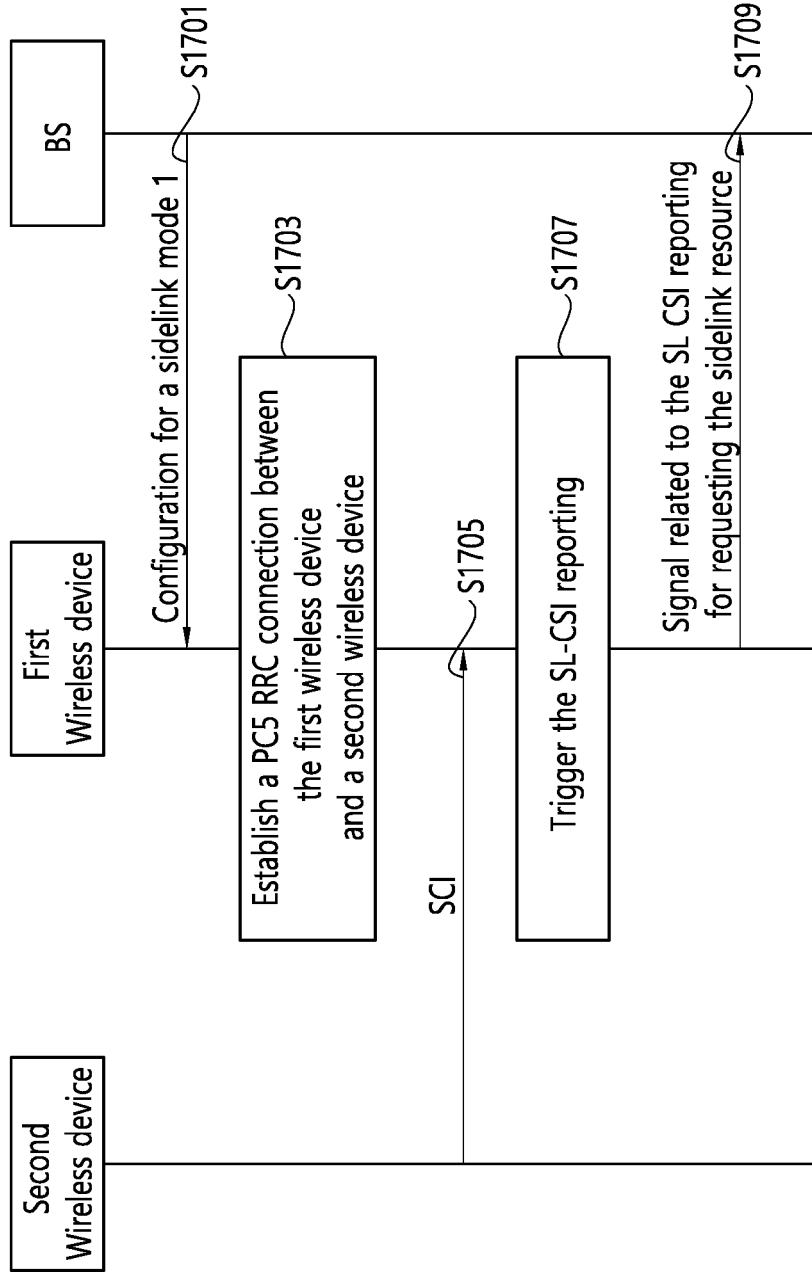 Second
Wireless device
First
Wireless device
BS
Configuration for a sidelink mode 1
S1701
Establish a PC5 RRC connection between
the first wireless device
and a second wireless device
S1703
SCI
S1705
Trigger the SL-CSI reporting
S1707
Signal related to the SL CSI reporting
for requesting the sidelink resource
S1709